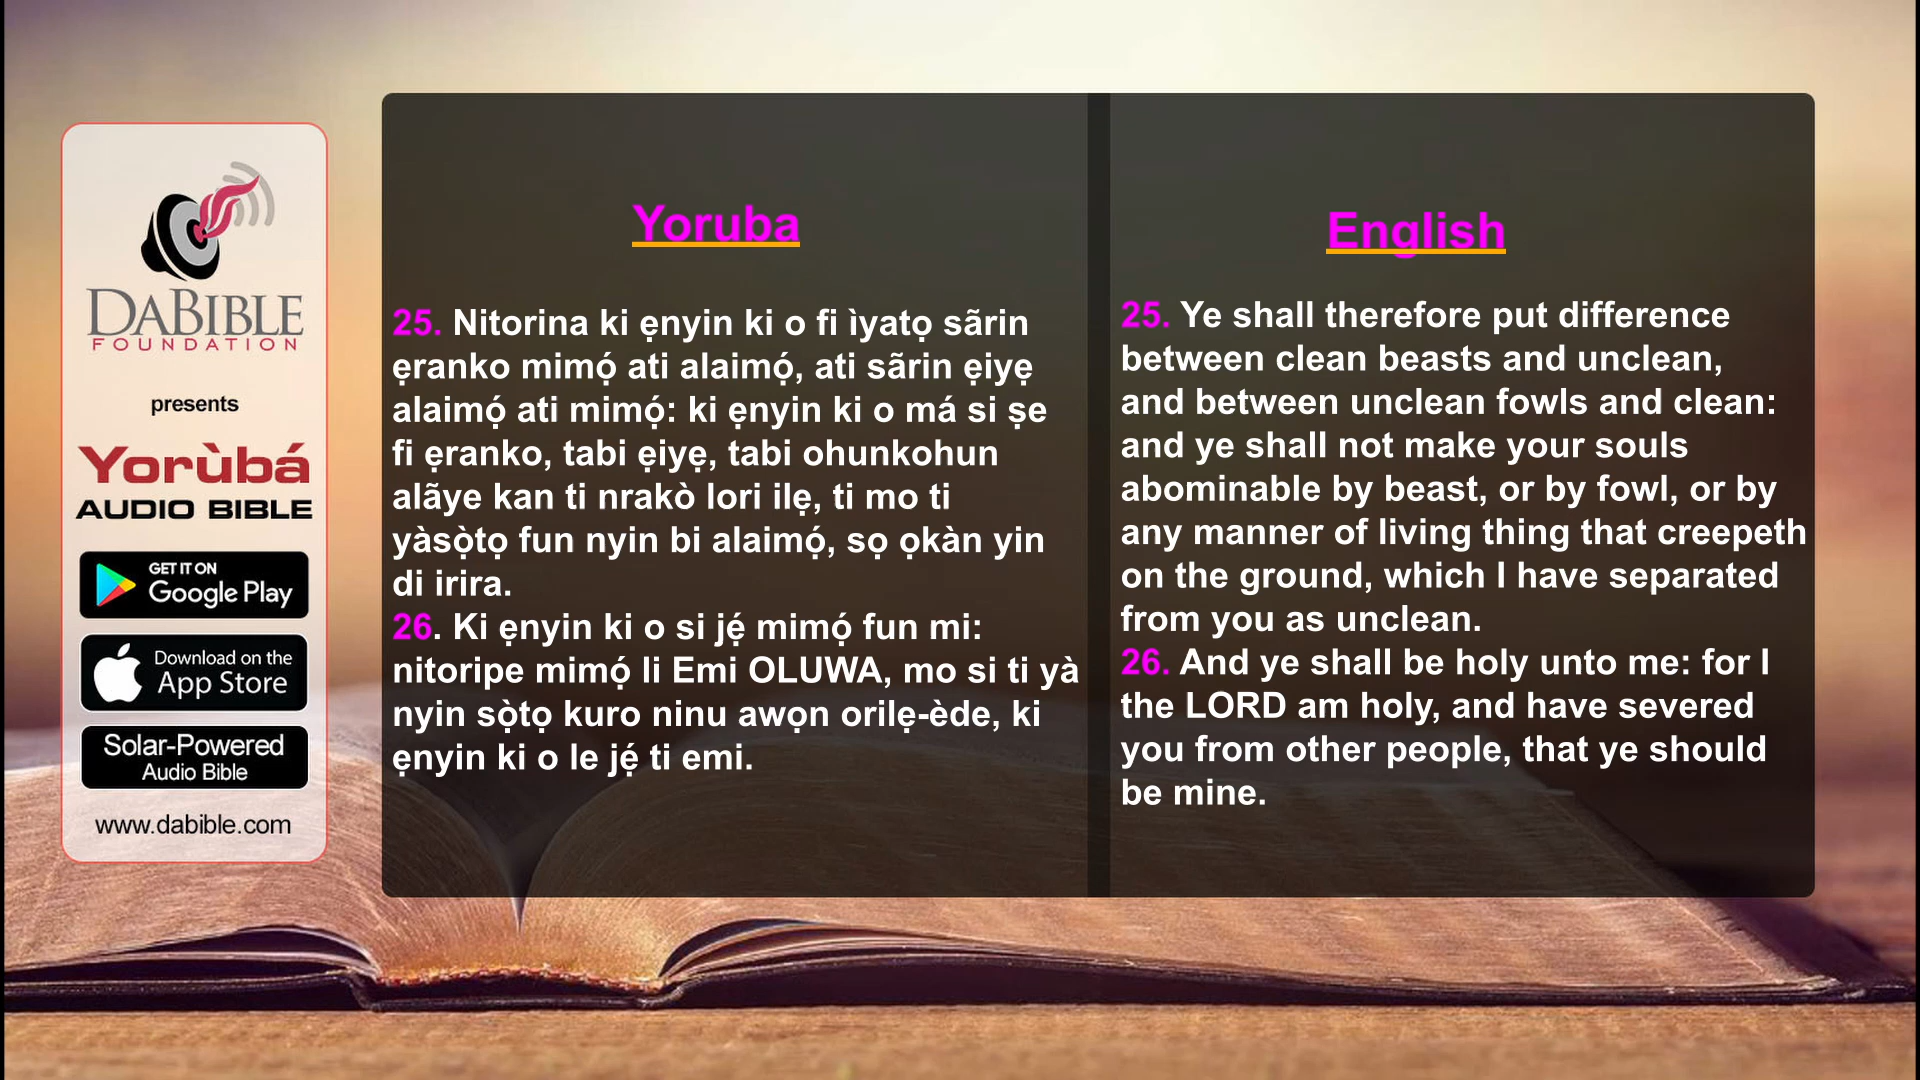 DABIBLE
FOUNDATION
presents
Yorùbá
AUDIO BIBLE
GET IT ON
Google Play
Download on the
App Store
Solar-Powered
Audio Bible
www.dabible.com
Yoruba
25. Nitorina ki ẹnyin ki o fi ìyatọ sãrin
ẹranko mimọ́ ati alaimọ́, ati sãrin ẹiyẹ
alaimọ́ ati mimọ́: ki ẹnyin ki o má si ṣe
fi ẹranko, tabi ẹiyẹ, tabi ohunkohun
alãye kan ti nrakò lori ilẹ, ti mo ti
yàsọ̀tọ fun nyin bi alaimọ́, sọ ọkàn yin
di irira.
26. Ki ẹnyin ki o si jẹ́ mimọ́ fun mi:
nitoripe mimọ́ li Emi OLUWA, mo si ti yà
nyin sọ̀tọ kuro ninu awọn orilẹ-ède, ki
ẹnyin ki o le jẹ́ ti emi.
English
25. Ye shall therefore put difference
between clean beasts and unclean,
and between unclean fowls and clean:
and ye shall not make your souls
abominable by beast, or by fowl, or by
any manner of living thing that creepeth
on the ground, which I have separated
from you as unclean.
26. And ye shall be holy unto me: for I
the LORD am holy, and have severed
you from other people, that ye should
be mine.